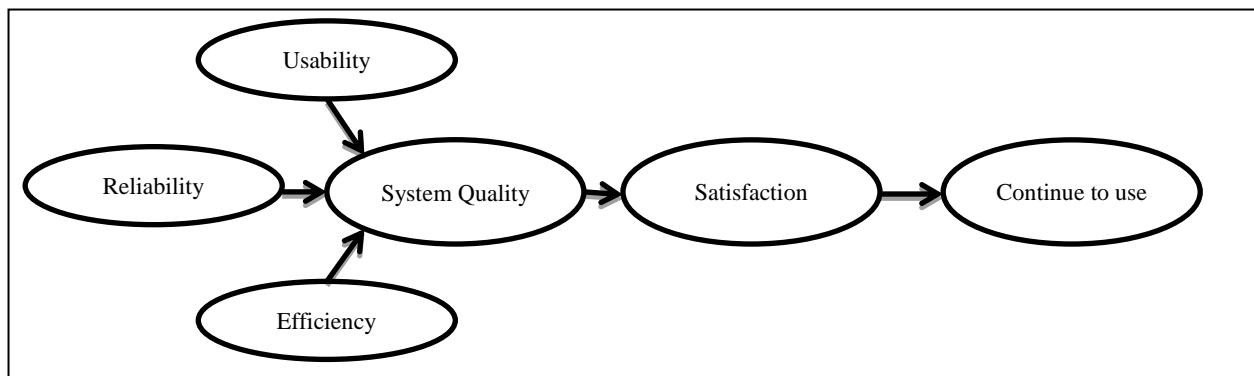 Usability
Reliability
System Quality
Satisfaction
Continue to use
Efficiency